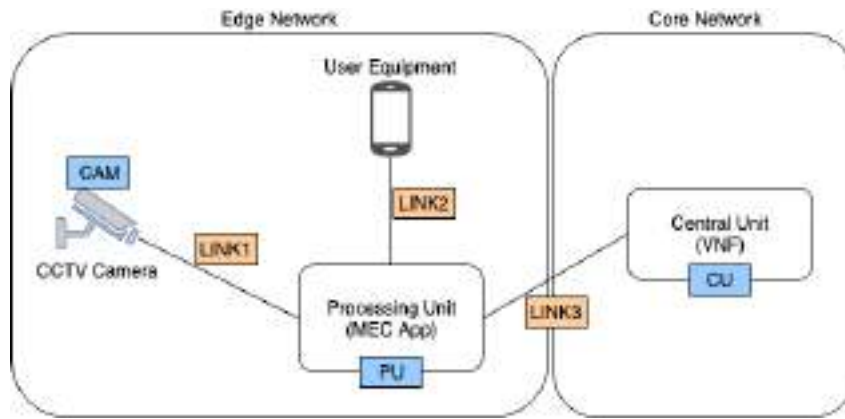 Edge Network
Core Network
User Equipment
CAM
LINK2
LINK1
CCTV Camera
Central Unit
(VNF)
CU
Processing Unit
(MEC App)
LINK3
PU